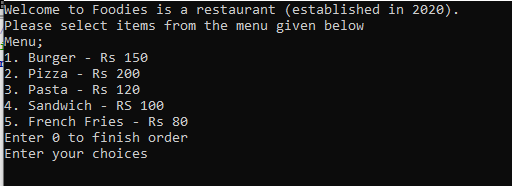 Welcome to Foodies is a restaurant (established in 2020).
Please select items from the menu given below
Menu;
1. Burger - Rs 150
2. Pizza - Rs 200
3. Pasta - Rs 120
4. Sandwich - RS 100
5. French Fries - Rs 80
Enter 0 to finish order
Enter your choices